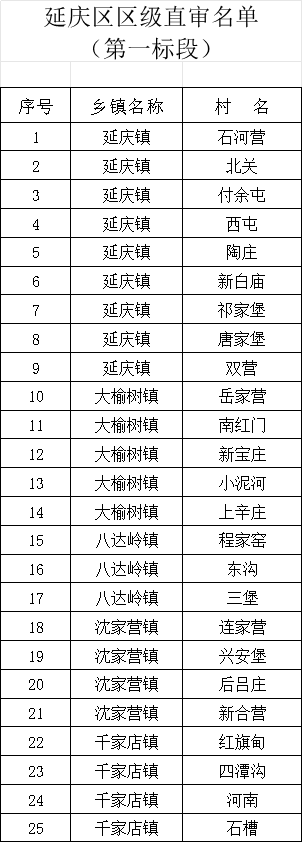 延庆区区级直审名单
（第一标段）
序号 乡镇名称 村 名
1 延庆镇 石河营
2 延庆镇 北关
3 延庆镇 付余屯
4 延庆镇 西屯
5 延庆镇 陶庄
6 延庆镇 新白庙
7 延庆镇 祁家堡
8 延庆镇 唐家堡
9 延庆镇 双营
10 大榆树镇 岳家营
11 大榆树镇 南红门
12 大榆树镇 新宝庄
13 大榆树镇 小泥河
14 大榆树镇 上辛庄
15 八达岭镇 程家窑
16 八达岭镇 东沟
17 八达岭镇 三堡
18 沈家营镇 连家营
19 沈家营镇 兴安堡
20 沈家营镇 后吕庄
21 沈家营镇 新合营
22 千家店镇 红旗甸
23 千家店镇 四潭沟
24 千家店镇 河南
25 千家店镇 石槽